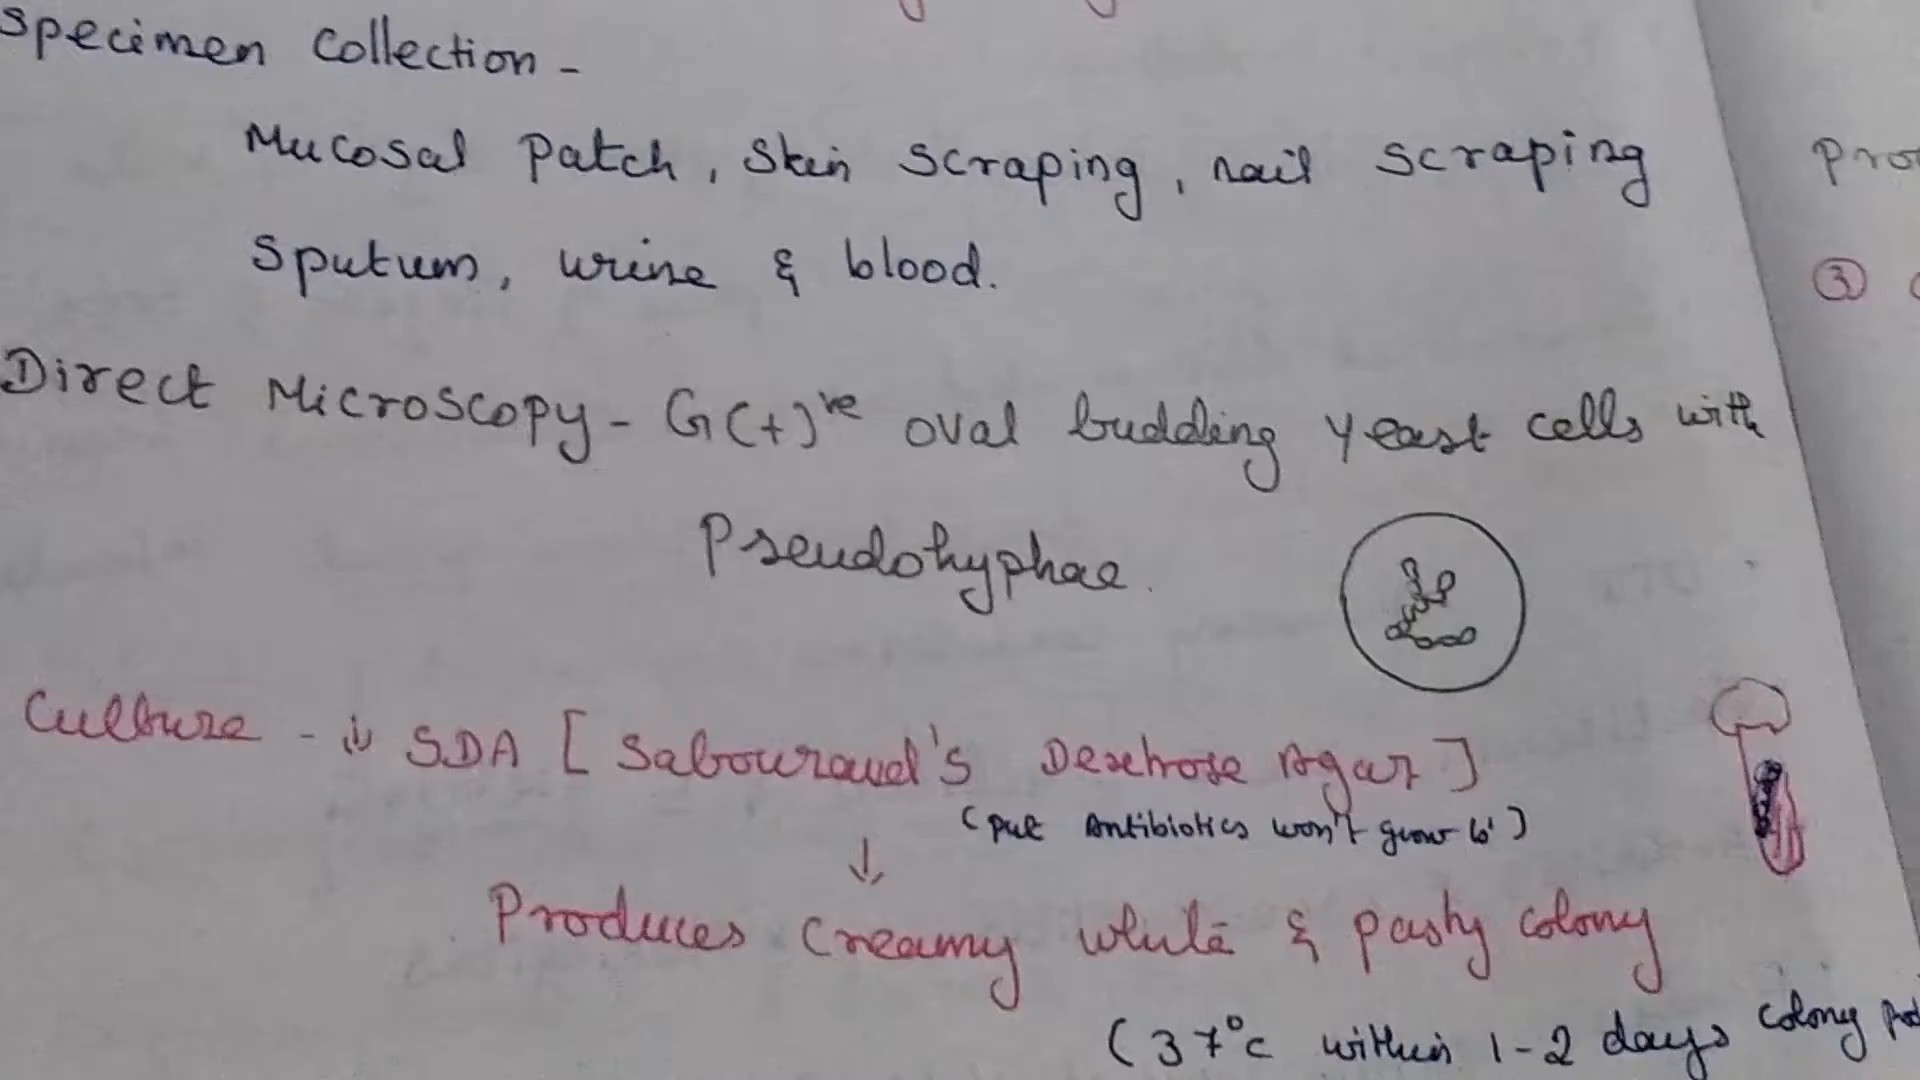 Specimen Collection -
Mucosal Patch, Skin scraping, nail scraping
Sputum, urine & blood.
Direct Microscopy - G(+)ve oval budding yeast cells with
Pseudohyphae.
Culture - SDA [Sabouraud's Dextrose Agar]
(put Antibiotics won't grow)
↓
Produces creamy white & pasty colony
(37°C within 1-2 days colony
③